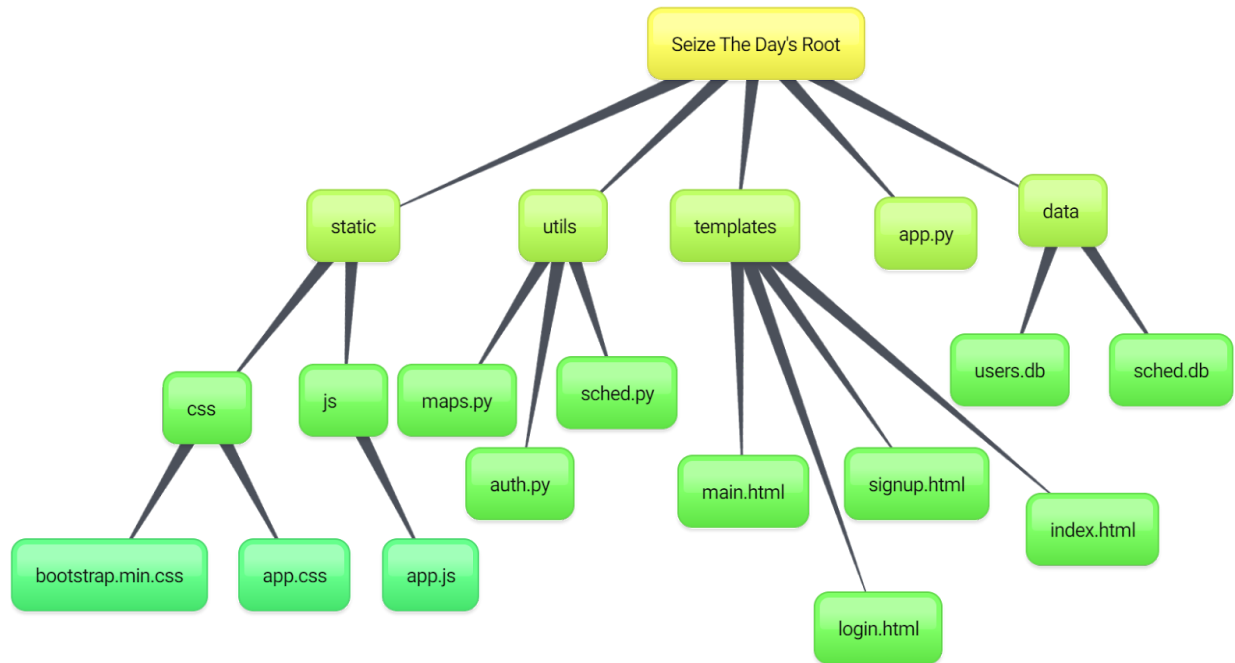 Seize The Day's Root
static
utils
templates
app.py
data
css
js
maps.py
sched.py
users.db
sched.db
auth.py
main.html
signup.html
index.html
bootstrap.min.css
app.css
app.js
login.html